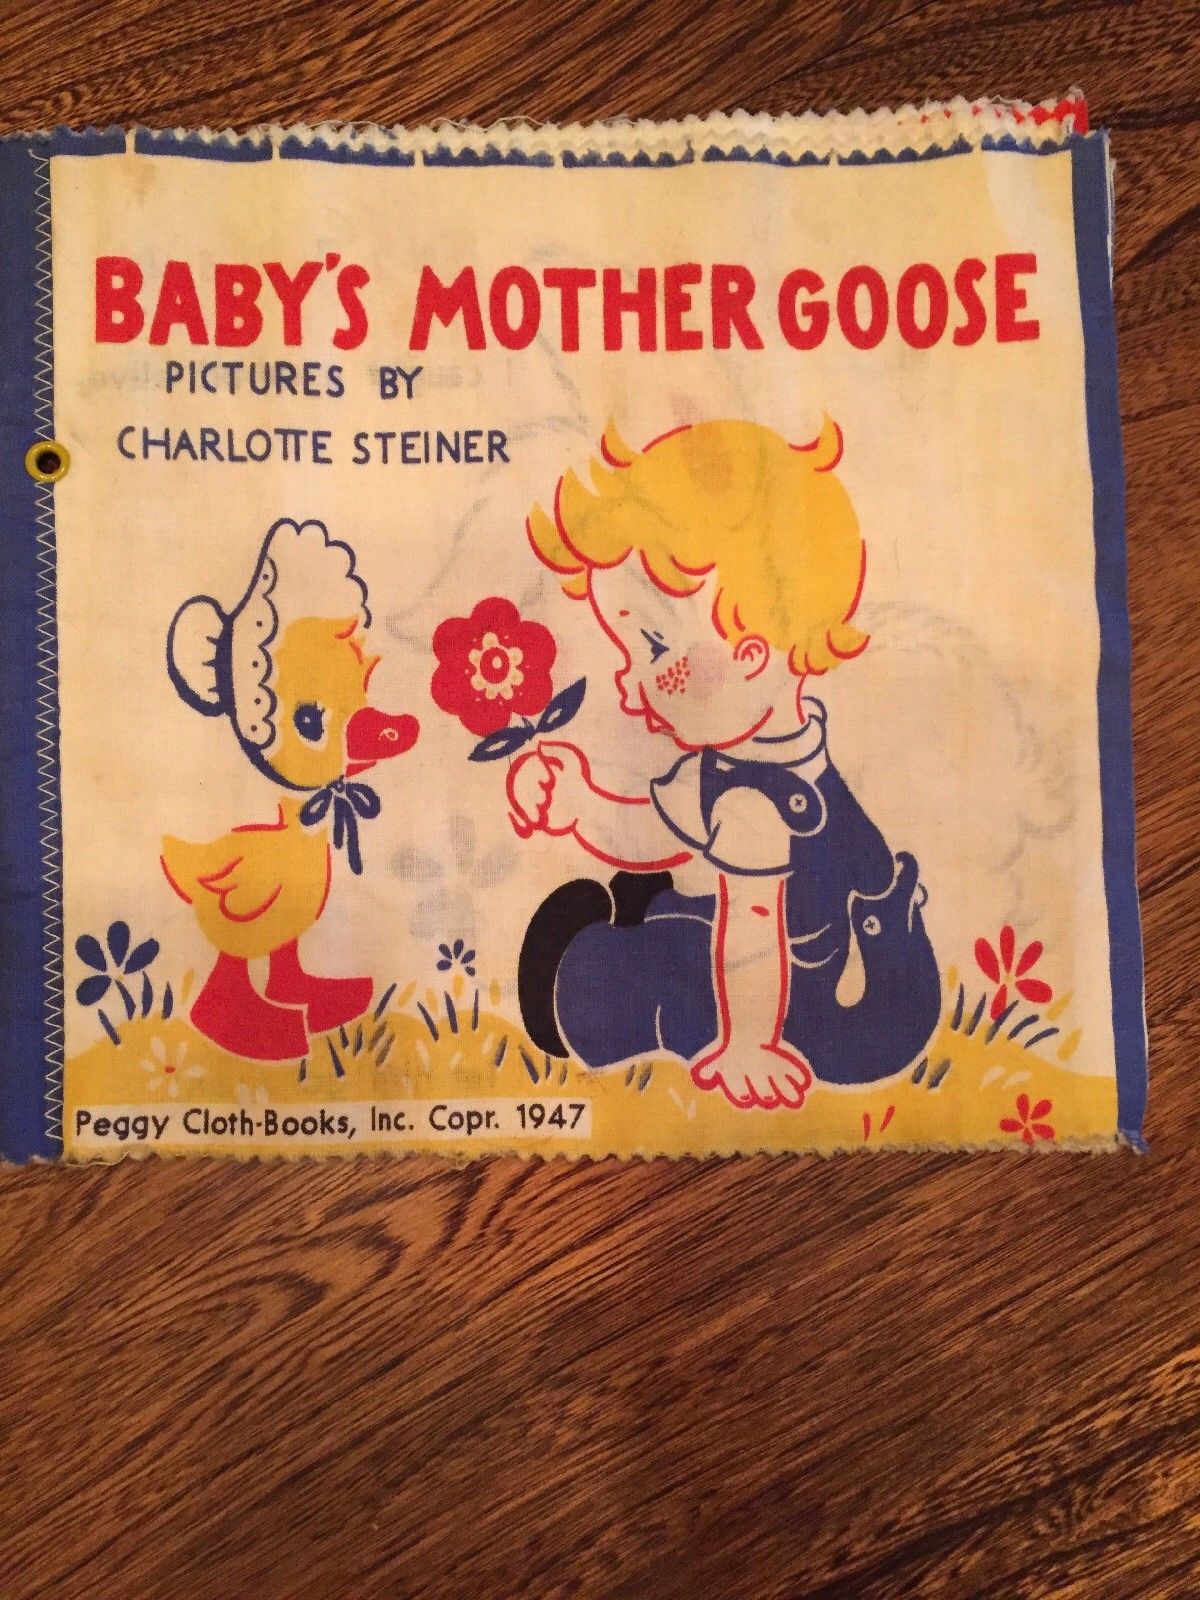 BABY'S MOTHER GOOSE
PICTURES BY
CHARLOTTE STEINER
Peggy Cloth-Books, Inc. Copr. 1947